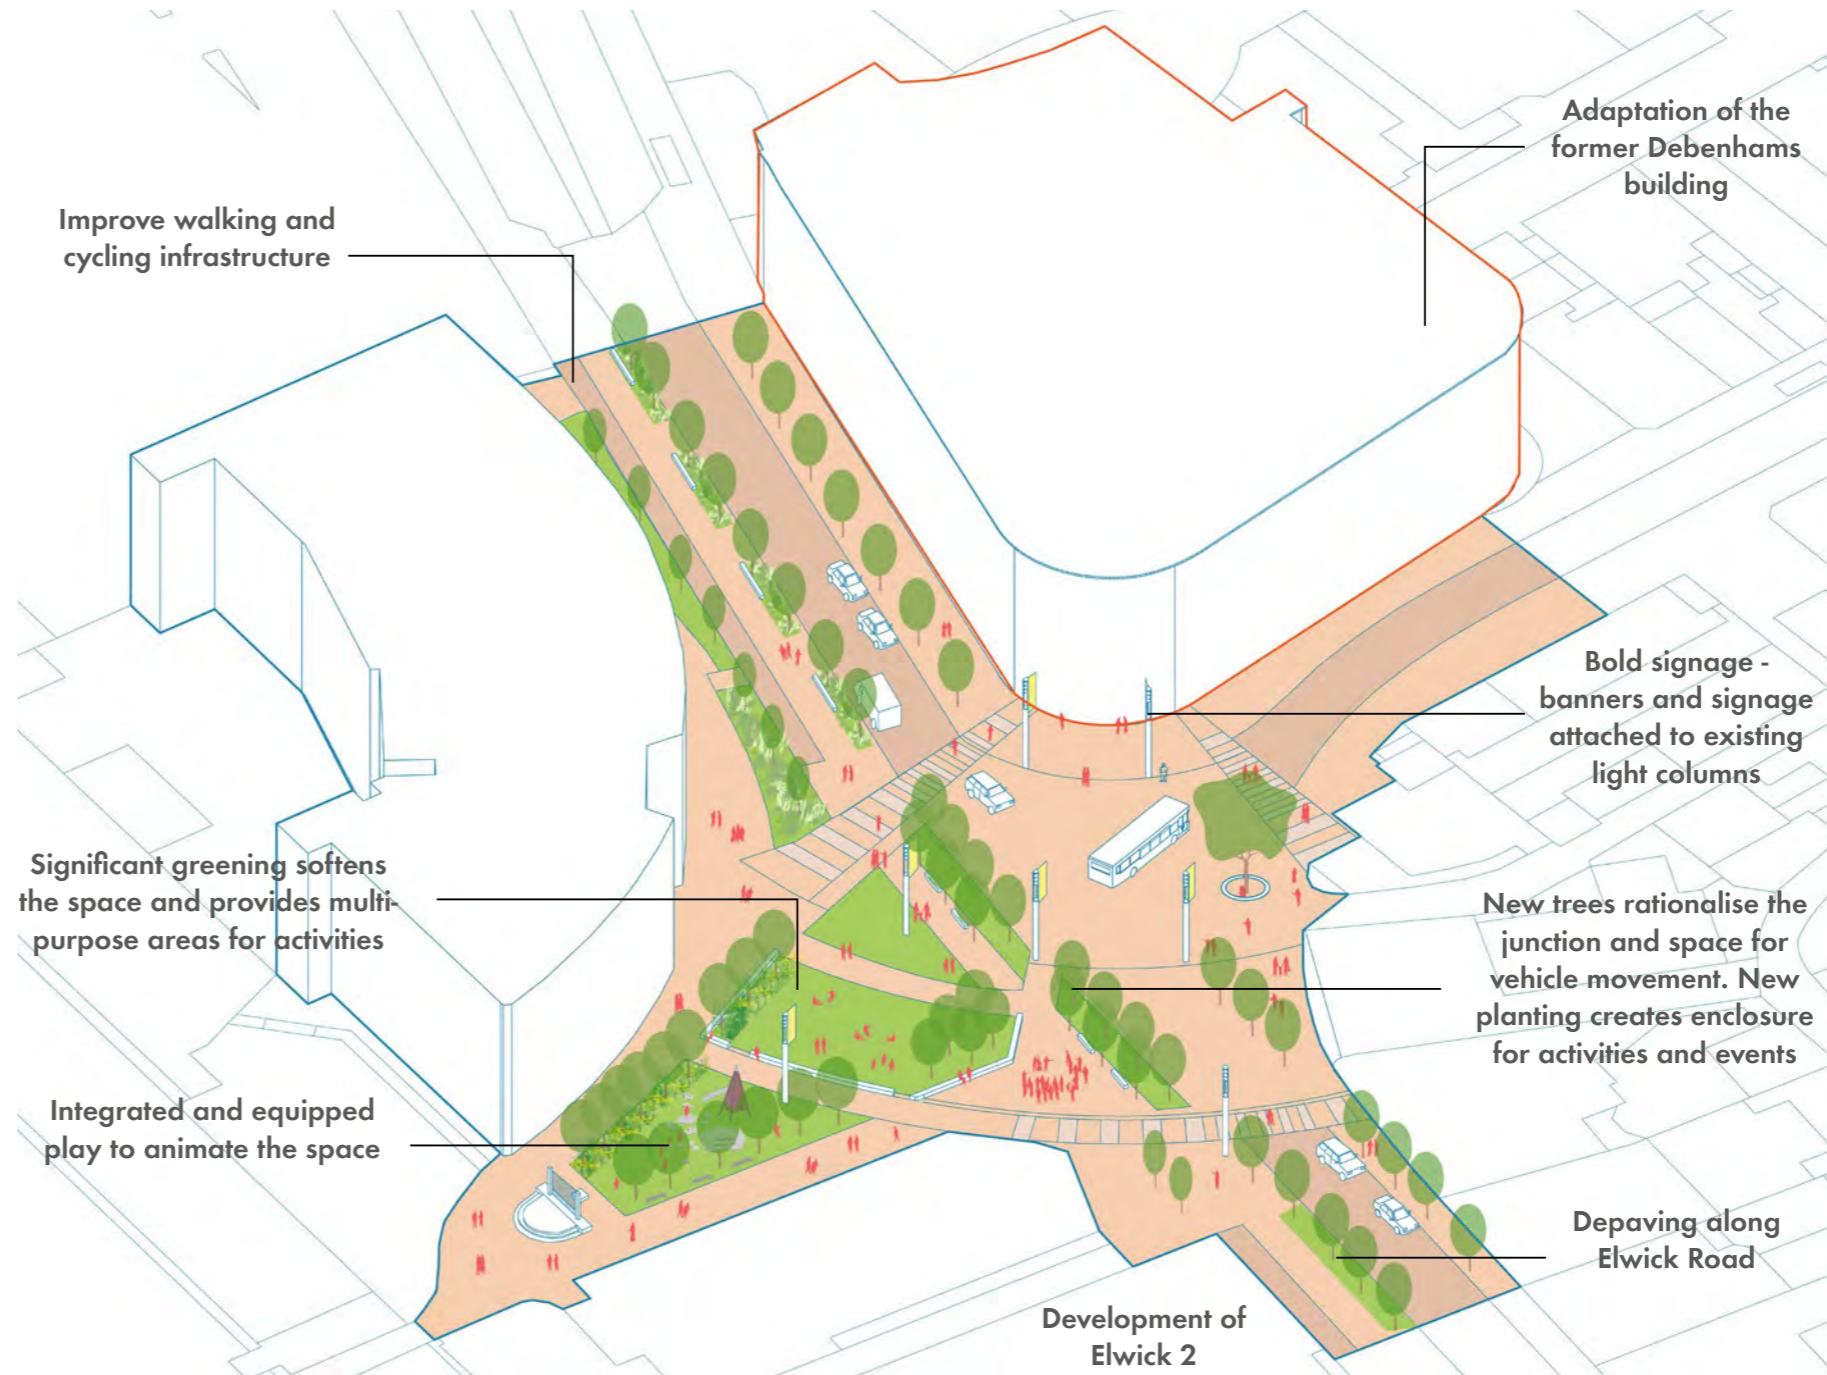 Adaptation of the
former Debenhams
building
Improve walking and
cycling infrastructure
Bold signage -
banners and signage
attached to existing
light columns
Significant greening softens
the space and provides multi-
purpose areas for activities
New trees rationalise the
junction and space for
vehicle movement. New
planting creates enclosure
for activities and events
Integrated and equipped
play to animate the space
Depaving along
Elwick Road
Development of
Elwick 2